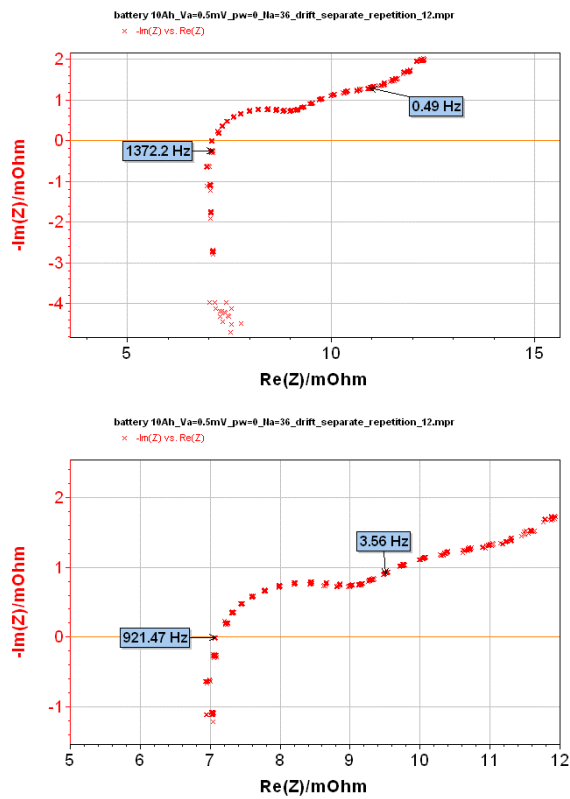 battery 10Ah_Va=0.5mV_pw=0_Na=36_drift_separate_repetition_12.mpr
× -Im(Z) vs. Re(Z)
2
1
0
-1
-2
-3
-4
0.49 Hz
1372.2 Hz
-Im(Z)/mOhm
5
10
15
Re(Z)/mOhm
battery 10Ah_Va=0.5mV_pw=0_Na=36_drift_separate_repetition_12.mpr
× -Im(Z) vs. Re(Z)
2
1
0
-1
3.56 Hz
921.47 Hz
-Im(Z)/mOhm
5
6
7
8
9
10
11
12
Re(Z)/mOhm